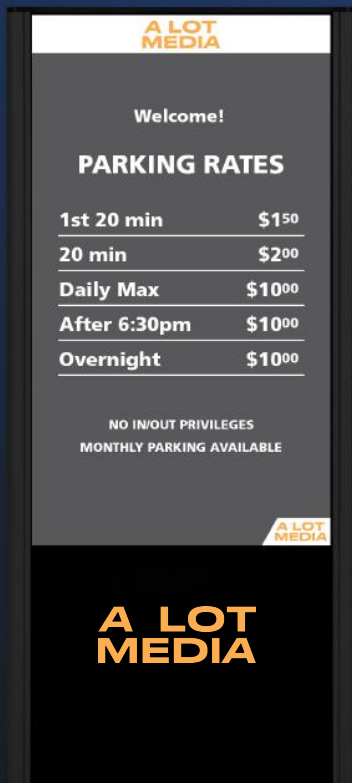 A LOT
MEDIA
Welcome!
PARKING RATES
1st 20 min $1⁵⁰
20 min $2⁰⁰
Daily Max $10⁰⁰
After 6:30pm $10⁰⁰
Overnight $10⁰⁰
NO IN/OUT PRIVILEGES
MONTHLY PARKING AVAILABLE
A LOT
MEDIA
A LOT
MEDIA